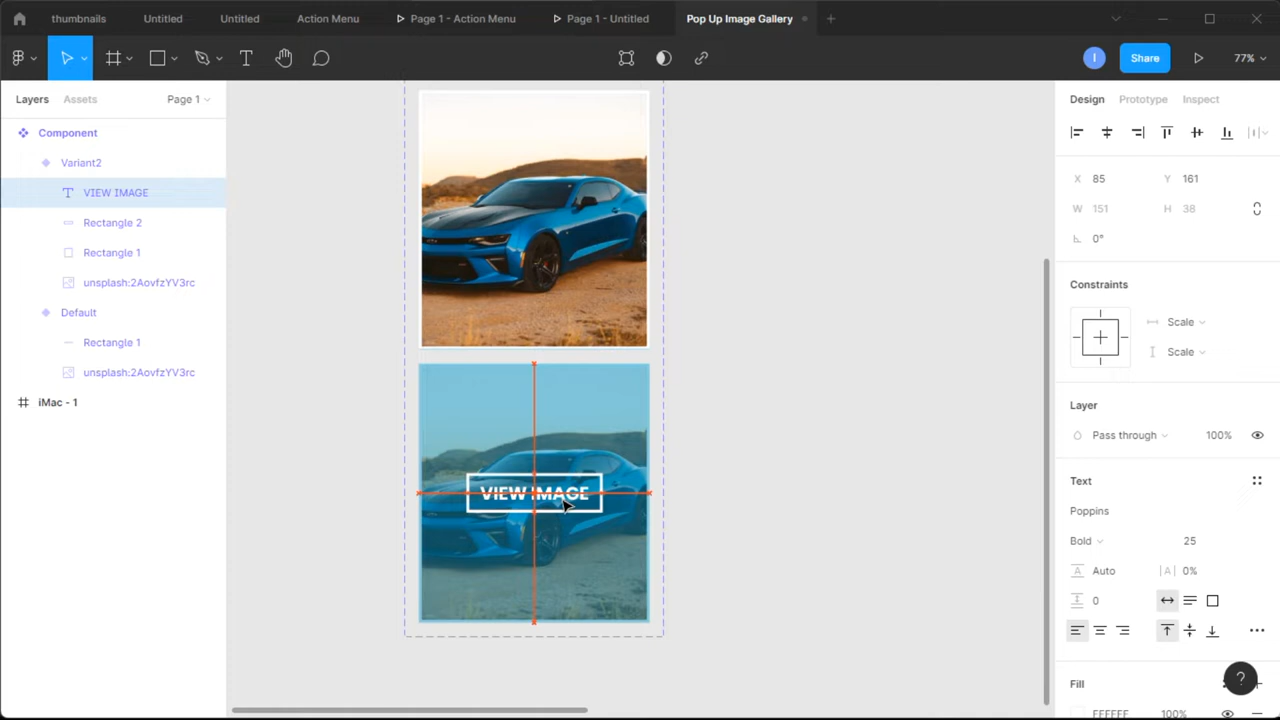 thumbnails Untitled Untitled Action Menu Page 1 - Action Menu Page 1 - Untitled Pop Up Image Gallery
Share 77%
Layers Assets Page 1
Component
Variant2
VIEW IMAGE
Rectangle 2
Rectangle 1
unsplash:2AovfzYV3rc
Default
Rectangle 1
unsplash:2AovfzYV3rc
iMac - 1
VIEW IMAGE
Design Prototype Inspect
X 85 Y 161
W 151 H 38
0°
Constraints
Scale
Scale
Layer
Pass through 100%
Text
Poppins
Bold 25
Auto |A| 0%
0
Fill
FFFFFF 100%